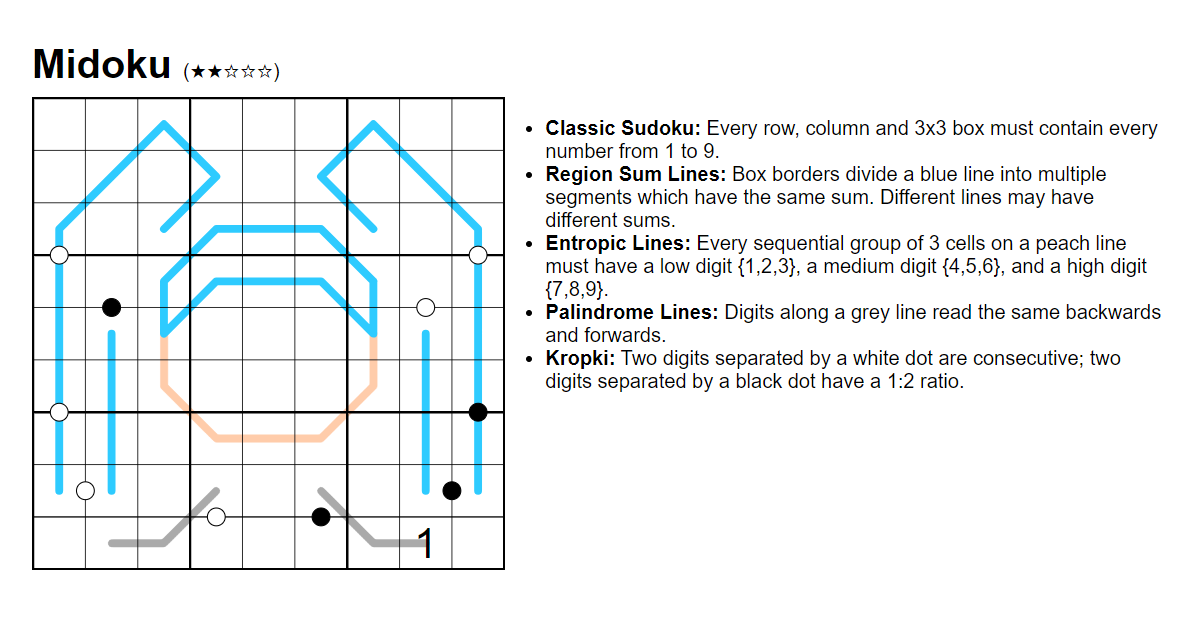 Midoku (★★☆☆☆)
• Classic Sudoku: Every row, column and 3x3 box must contain every
number from 1 to 9.
• Region Sum Lines: Box borders divide a blue line into multiple
segments which have the same sum. Different lines may have
different sums.
• Entropic Lines: Every sequential group of 3 cells on a peach line
must have a low digit {1,2,3}, a medium digit {4,5,6}, and a high digit
{7,8,9}.
• Palindrome Lines: Digits along a grey line read the same backwards
and forwards.
• Kropki: Two digits separated by a white dot are consecutive; two
digits separated by a black dot have a 1:2 ratio.
1